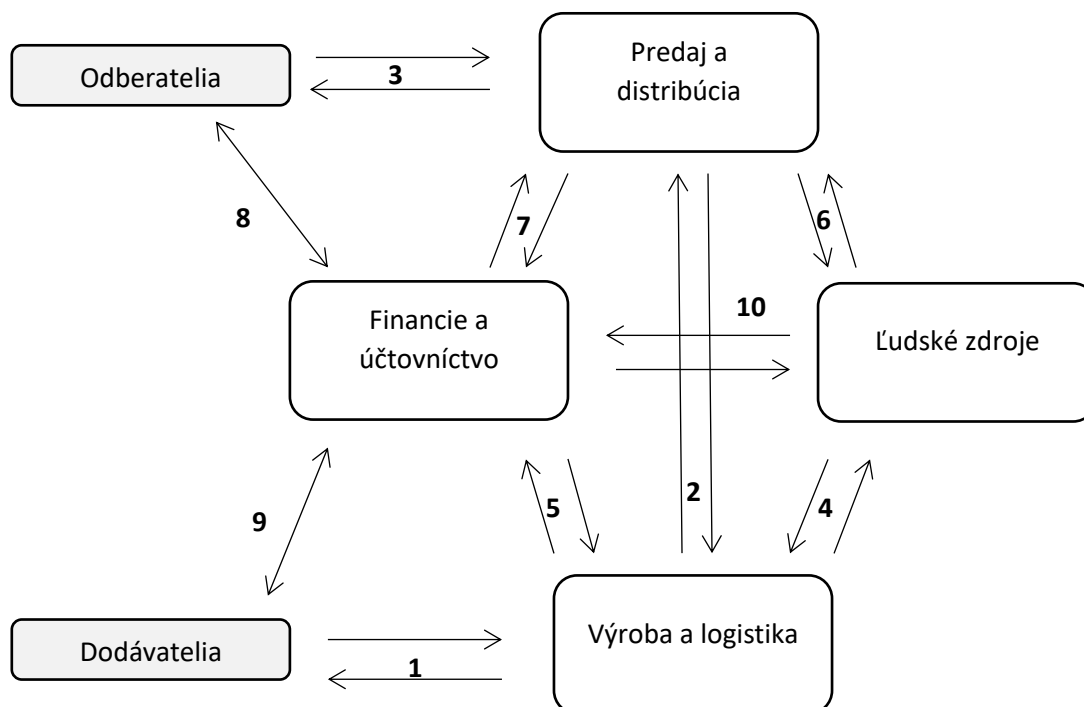 Predaj a
distribúcia
Odberatelia
3
8
7
6
Financie a
účtovníctvo
10
Ľudské zdroje
9
5
2
4
Výroba a logistika
Dodávatelia
1